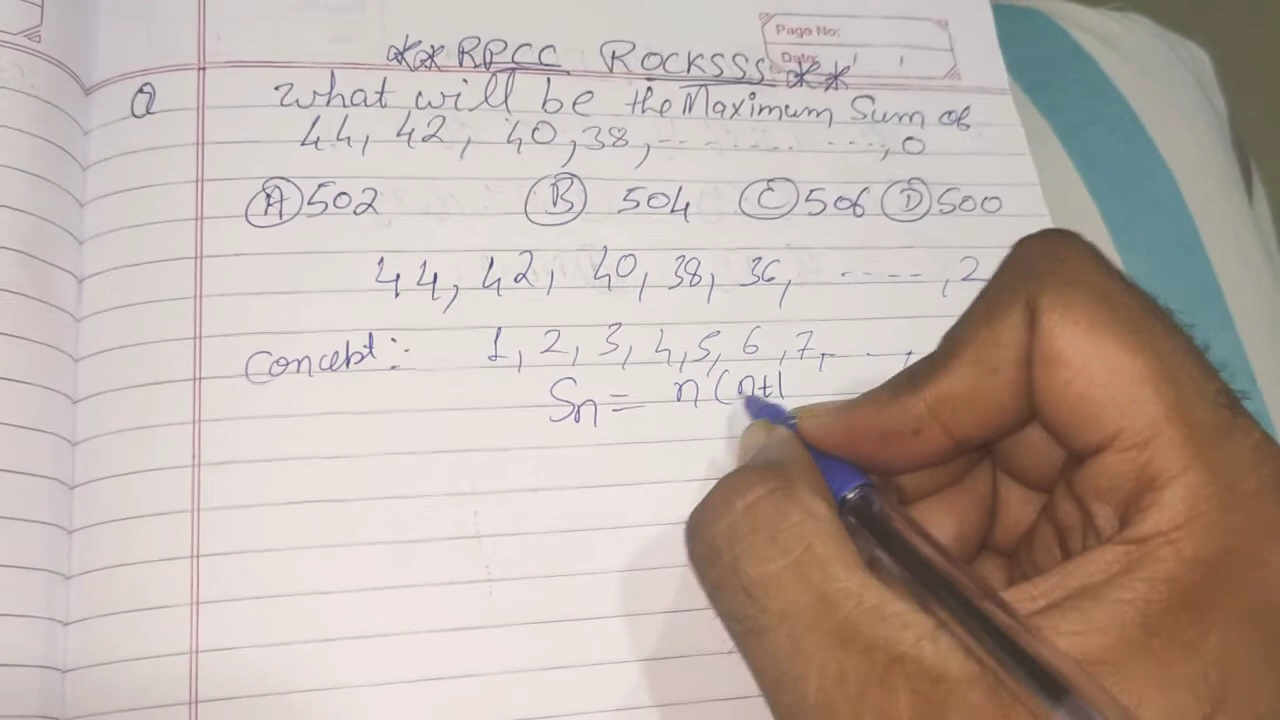 Page No:
Date:
** RPCC ROCKSSS **
Q What will be the Maximum Sum of
44, 42, 40, 38, - - - - - - - - -, 0
(A) 502 (B) 504 (C) 506 (D) 500
44, 42, 40, 38, 36, - - - - -, 2
Concept :- 1, 2, 3, 4, 5, 6, 7, - - -,
Sn = n (n+1